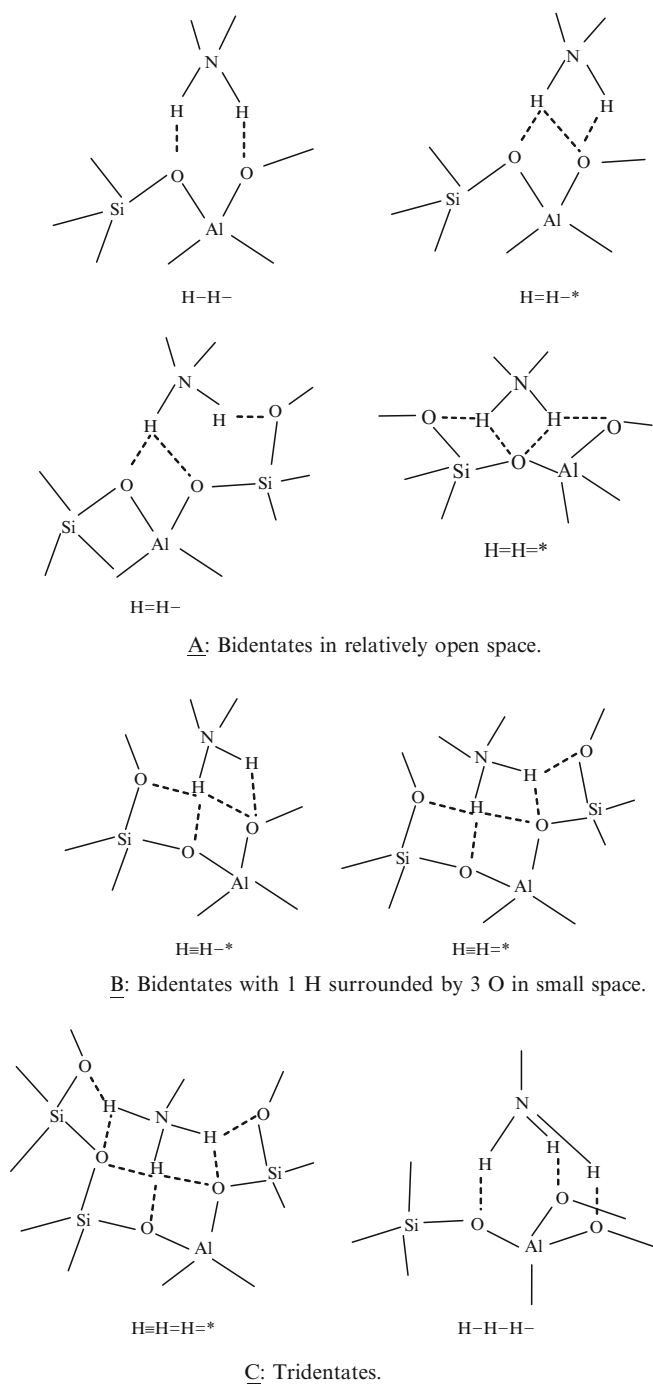 N
H H
O O
Si
Al
H−H−
N
H H
O O
Si
Al
H=H−*
N
H H O
O O Si
Si
Al
H=H−
N
O H H O
Si O Al
H=H=*
A: Bidentates in relatively open space.
N
O H H
O
Si O
Al
H≡H−*
N H O
O H
O Si
Si O
Al
H≡H=*
B: Bidentates with 1 H surrounded by 3 O in small space.
O
H N H O
Si
O H O Si
Si O
Al
H≡H=H=*
N
H H H
O
Si O Al O
H−H−H−
C: Tridentates.